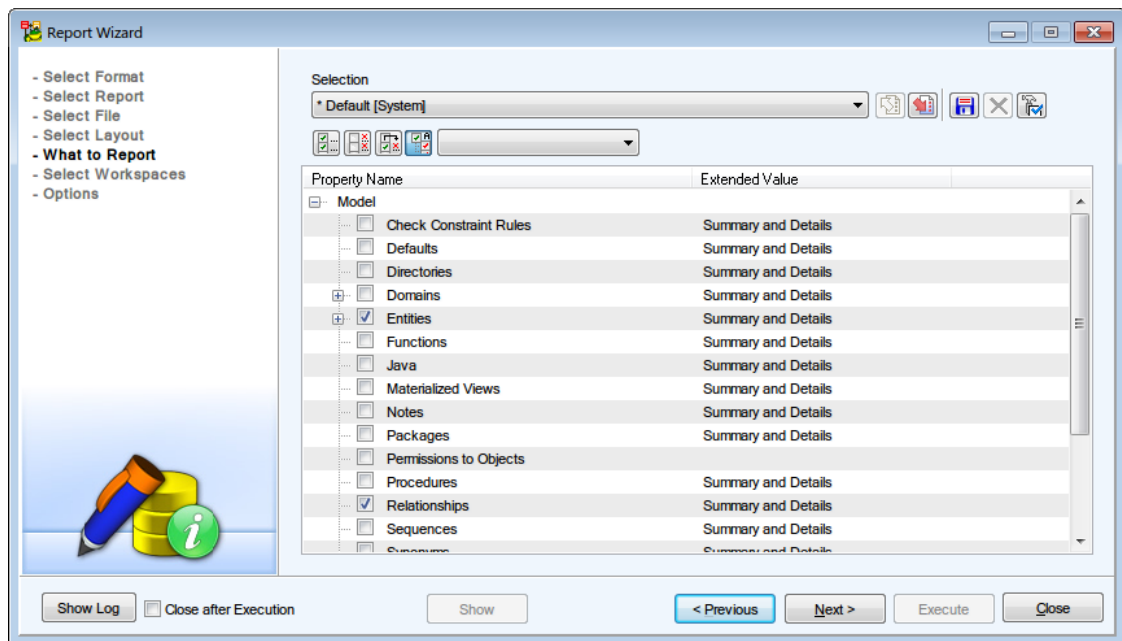 Report Wizard
- Select Format
- Select Report
- Select File
- Select Layout
- What to Report
- Select Workspaces
- Options
Selection
* Default [System]
Property Name Extended Value
Model
Check Constraint Rules Summary and Details
Defaults Summary and Details
Directories Summary and Details
Domains Summary and Details
Entities Summary and Details
Functions Summary and Details
Java Summary and Details
Materialized Views Summary and Details
Notes Summary and Details
Packages Summary and Details
Permissions to Objects
Procedures Summary and Details
Relationships Summary and Details
Sequences Summary and Details
Synonyms Summary and Details
Show Log Close after Execution Show < Previous Next > Execute Close